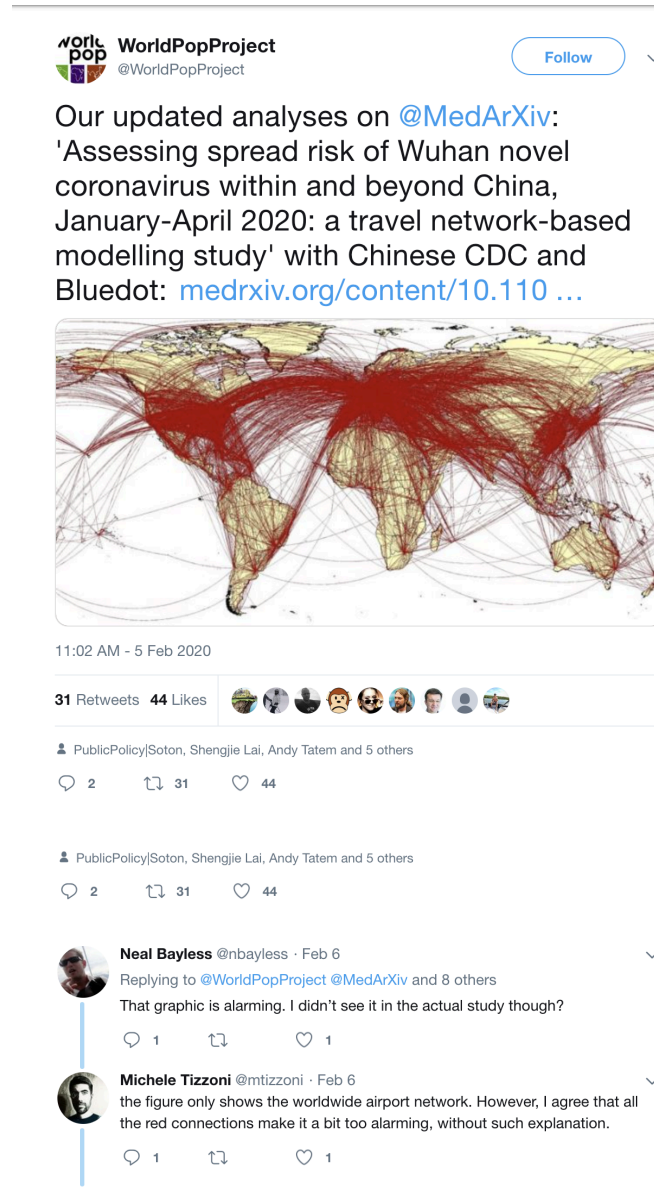 worl
pop
WorldPopProject
@WorldPopProject
Follow
Our updated analyses on @MedArXiv:
'Assessing spread risk of Wuhan novel
coronavirus within and beyond China,
January-April 2020: a travel network-based
modelling study' with Chinese CDC and
Bluedot: medrxiv.org/content/10.110 ...
11:02 AM - 5 Feb 2020
31 Retweets 44 Likes
PublicPolicy|Soton, Shengjie Lai, Andy Tatem and 5 others
2 31 44
PublicPolicy|Soton, Shengjie Lai, Andy Tatem and 5 others
2 31 44
Neal Bayless @nbayless · Feb 6
Replying to @WorldPopProject @MedArXiv and 8 others
That graphic is alarming. I didn't see it in the actual study though?
1 1
Michele Tizzoni @mtizzoni · Feb 6
the figure only shows the worldwide airport network. However, I agree that all
the red connections make it a bit too alarming, without such explanation.
1 1